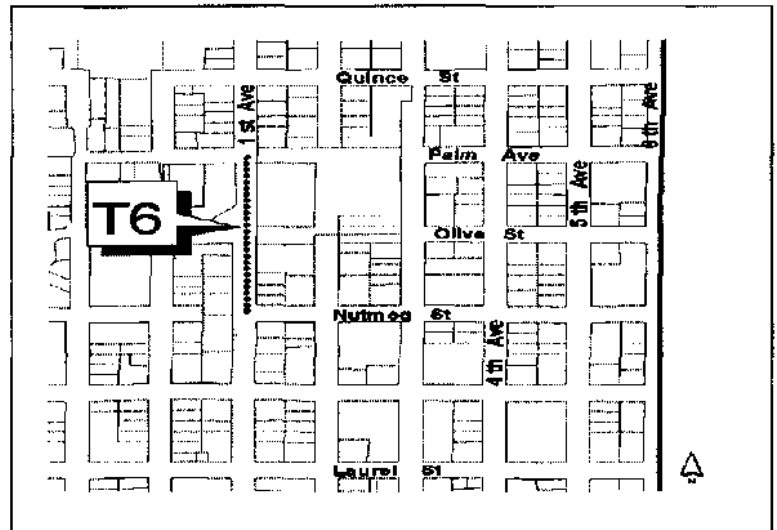 Quince St
1st Ave
6th Ave
Palm Ave
5th Ave
T6
Olive St
Nutmeg St
4th Ave
Laurel St
N